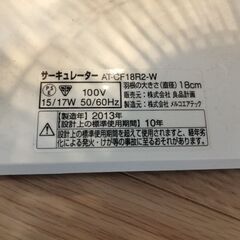 サーキュレーター AT-CF18R2-W
羽根の大きさ(直径) 18cm
100V
15/17W 50/60Hz
発売元:株式会社 良品計画
製造元:株式会社 メルコエアテック
【製造年】2013年
【設計上の標準使用期間】10年
設計上の標準使用期間を超えて使用されますと、経年劣
化による発火・けが等の事故に至るおそれがあります。